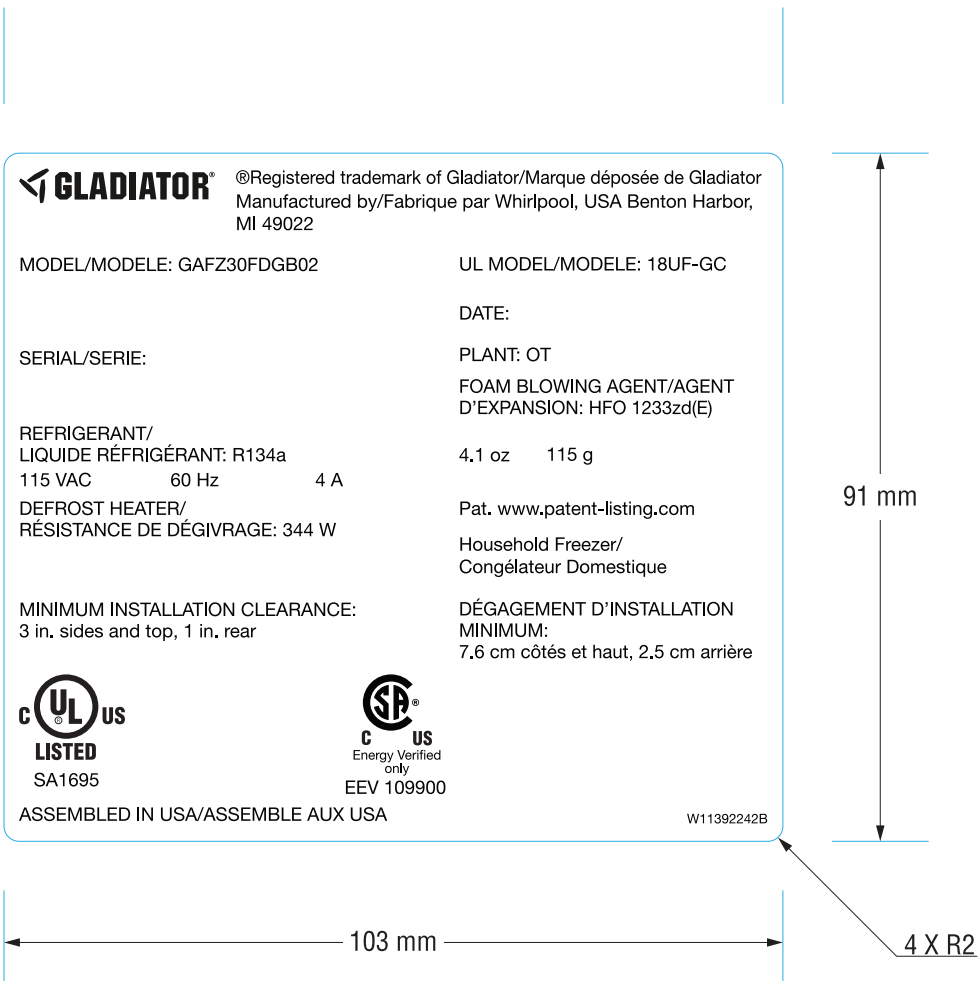 GLADIATOR®
®Registered trademark of Gladiator/Marque déposée de Gladiator
Manufactured by/Fabrique par Whirlpool, USA Benton Harbor,
MI 49022
MODEL/MODELE: GAFZ30FDGB02
UL MODEL/MODELE: 18UF-GC
DATE:
SERIAL/SERIE:
PLANT: OT
FOAM BLOWING AGENT/AGENT
D'EXPANSION: HFO 1233zd(E)
REFRIGERANT/
LIQUIDE RÉFRIGÉRANT: R134a
4.1 oz 115 g
115 VAC 60 Hz 4 A
DEFROST HEATER/
RÉSISTANCE DE DÉGIVRAGE: 344 W
Pat. www.patent-listing.com
Household Freezer/
Congélateur Domestique
MINIMUM INSTALLATION CLEARANCE:
3 in. sides and top, 1 in. rear
DÉGAGEMENT D'INSTALLATION
MINIMUM:
7.6 cm côtés et haut, 2.5 cm arrière
C UL® US
LISTED
SA1695
SA®
C US
Energy Verified
only
EEV 109900
ASSEMBLED IN USA/ASSEMBLE AUX USA
W11392242B
91 mm
103 mm
4 X R2